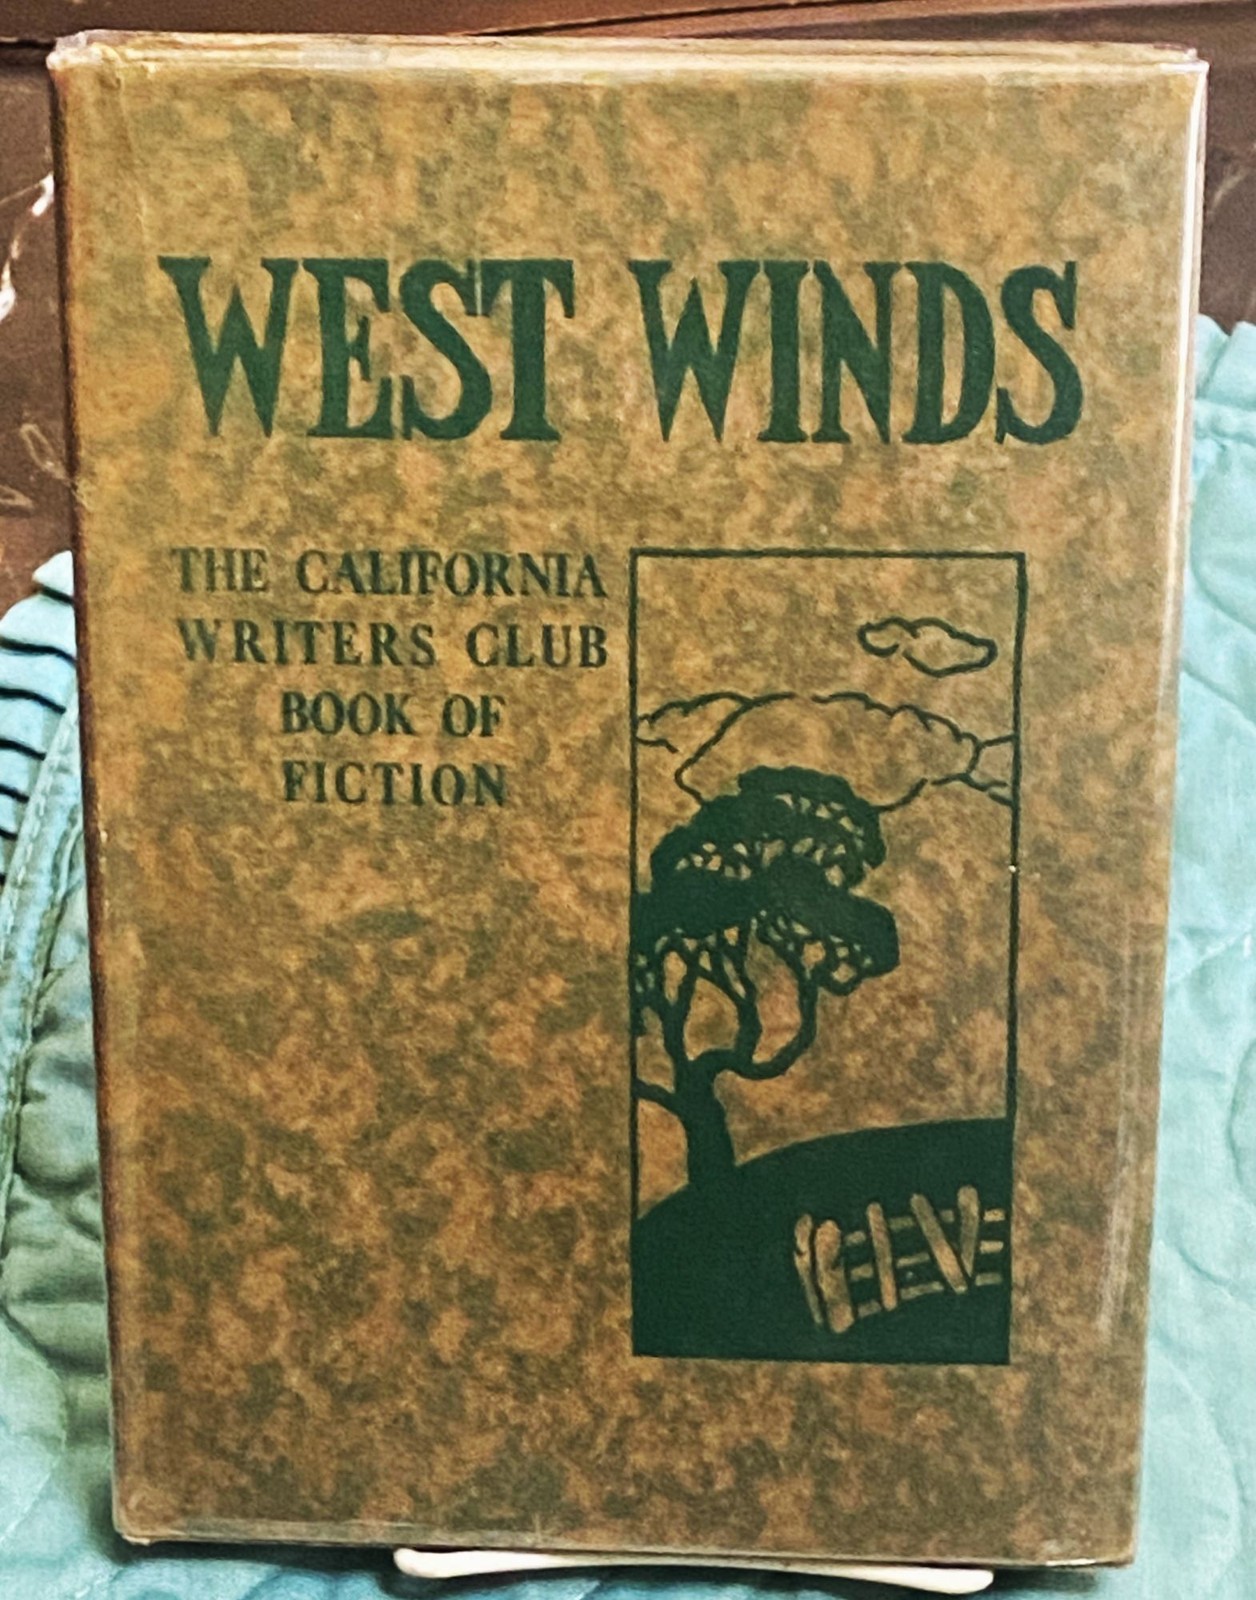 WEST WINDS
THE CALIFORNIA
WRITERS CLUB
BOOK OF
FICTION